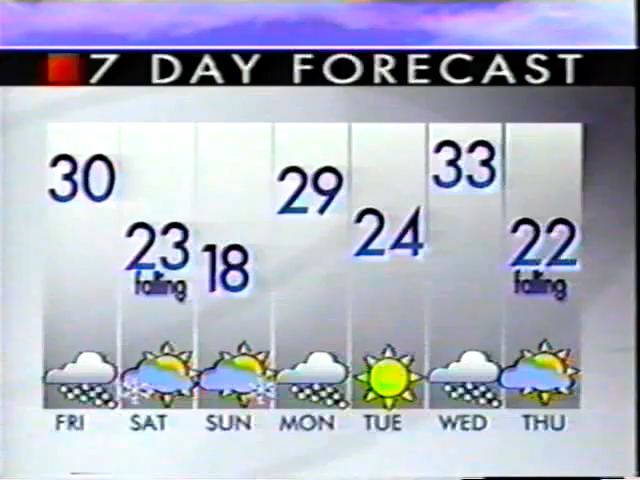 7 DAY FORECAST
30
23
falling
18
29
24
33
22
falling
FRI SAT SUN MON TUE WED THU